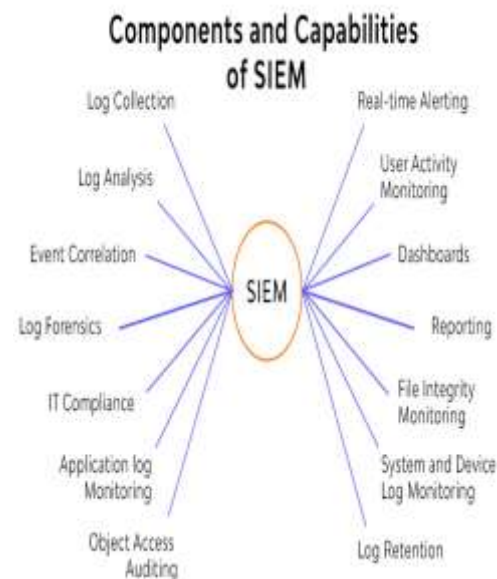 Components and Capabilities
of SIEM
Log Collection
Log Analysis
Event Correlation
Log Forensics
IT Compliance
Application log
Monitoring
Object Access
Auditing
SIEM
Real-time Alerting
User Activity
Monitoring
Dashboards
Reporting
File Integrity
Monitoring
System and Device
Log Monitoring
Log Retention